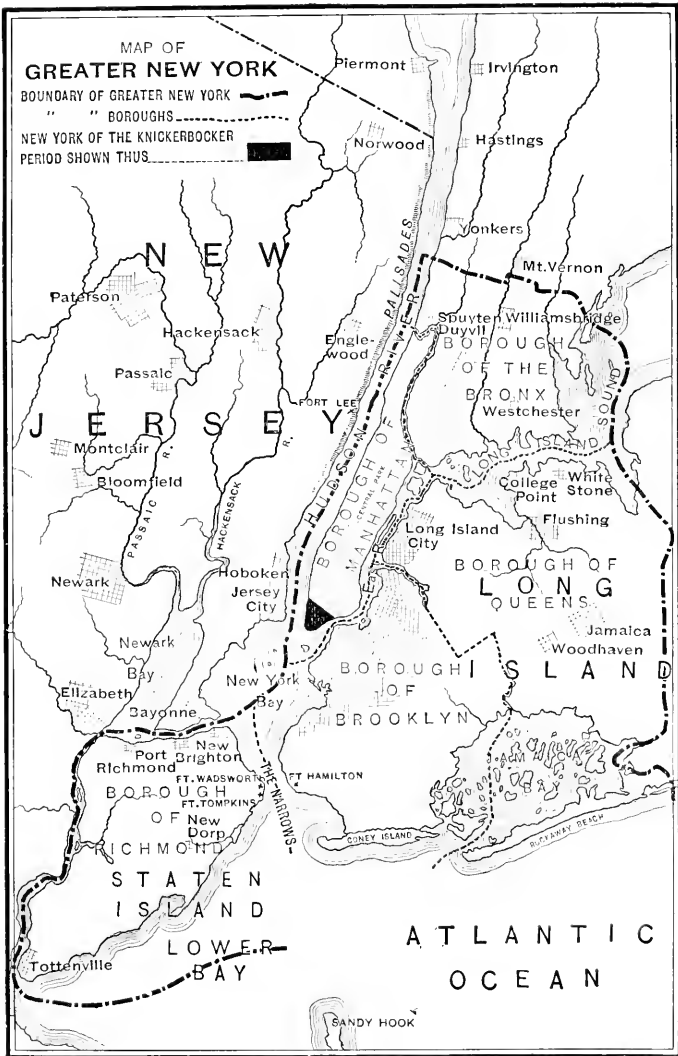 MAP OF
GREATER NEW YORK
BOUNDARY OF GREATER NEW YORK
" " BOROUGHS
NEW YORK OF THE KNICKERBOCKER
PERIOD SHOWN THUS
Piermont
Irvington
Norwood
Hastings
Yonkers
PALISADES
Mt. Vernon
NEW
JERSEY
Paterson
Hackensack
Engle-
wood
Spuyten
Duyvil
Williamsbridge
BOROUGH
OF THE
BRONX
Westchester
Passaic
FORT LEE
HUDSON RIVER
LONG ISLAND SOUND
Montclair
Bloomfield
PASSAIC R.
HACKENSACK R.
BOROUGH OF
MANHATTAN
CENTRAL PARK
College
Point
White
Stone
Flushing
Long Island
City
East R.
Newark
Hoboken
Jersey
City
BOROUGH OF
QUEENS
LONG
ISLAND
Jamaica
Woodhaven
Newark
Bay
Elizabeth
Bayonne
New York
Bay
BOROUGH
OF
BROOKLYN
JAMAICA
BAY
Port
Richmond
New
Brighton
FT. WADSWORTH
FT. TOMPKINS
FT HAMILTON
THE NARROWS
BOROUGH
OF
RICHMOND
New
Dorp
CONEY ISLAND
ROCKAWAY BEACH
STATEN
ISLAND
LOWER
BAY
Tottenville
ATLANTIC
OCEAN
SANDY HOOK